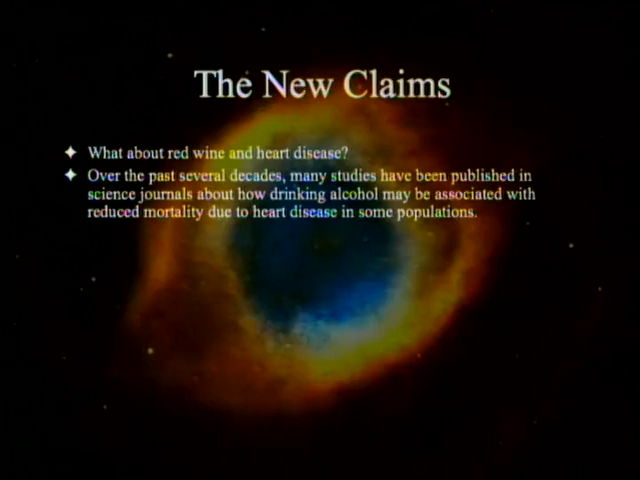 The New Claims
What about red wine and heart disease?
Over the past several decades, many studies have been published in
science journals about how drinking alcohol may be associated with
reduced mortality due to heart disease in some populations.